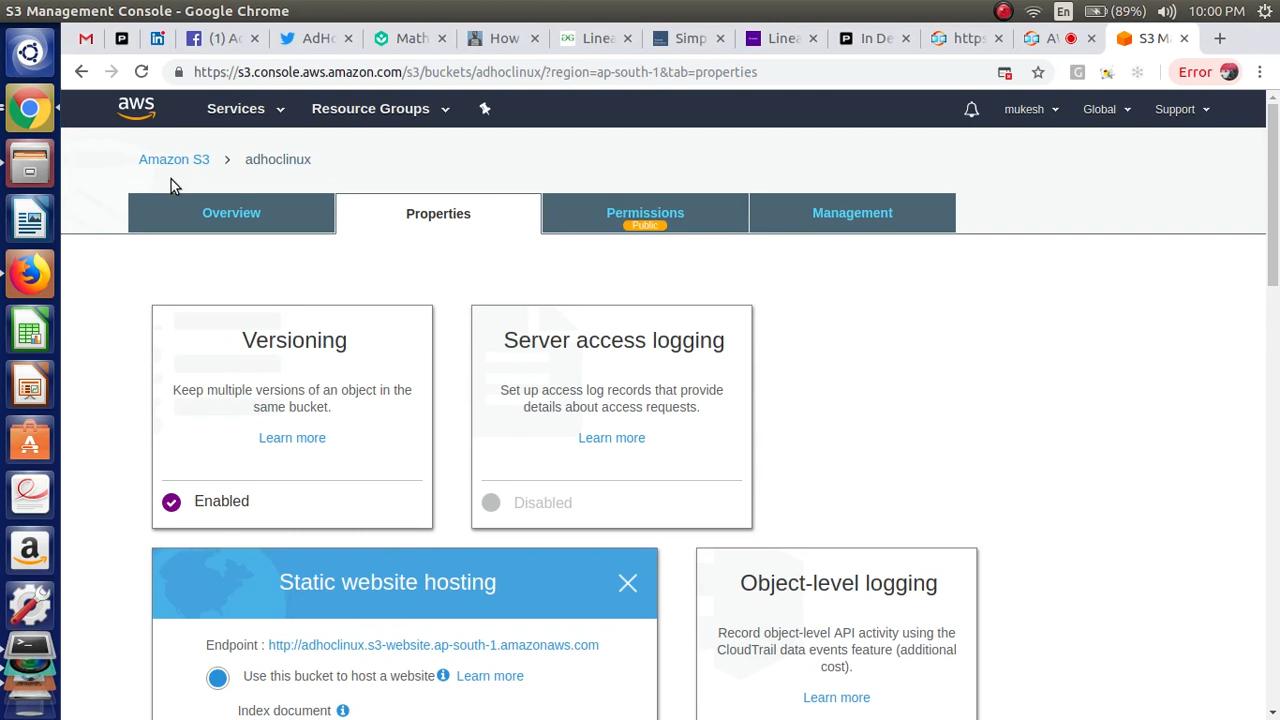 S3 Management Console - Google Chrome
En
(89%)
10:00 PM
(1) Ac
AdHo
Math
How
Linea
Simp
Linea
In De
https
AV
S3 M
https://s3.console.aws.amazon.com/s3/buckets/adhoclinux/?region=ap-south-1&tab=properties
Error
aws
Services
Resource Groups
mukesh
Global
Support
Amazon S3 > adhoclinux
Overview
Properties
Permissions
Public
Management
Versioning
Keep multiple versions of an object in the
same bucket.
Learn more
Enabled
Server access logging
Set up access log records that provide
details about access requests.
Learn more
Disabled
Static website hosting
Endpoint : http://adhoclinux.s3-website.ap-south-1.amazonaws.com
Use this bucket to host a website
Learn more
Index document
Object-level logging
Record object-level API activity using the
CloudTrail data events feature (additional
cost).
Learn more